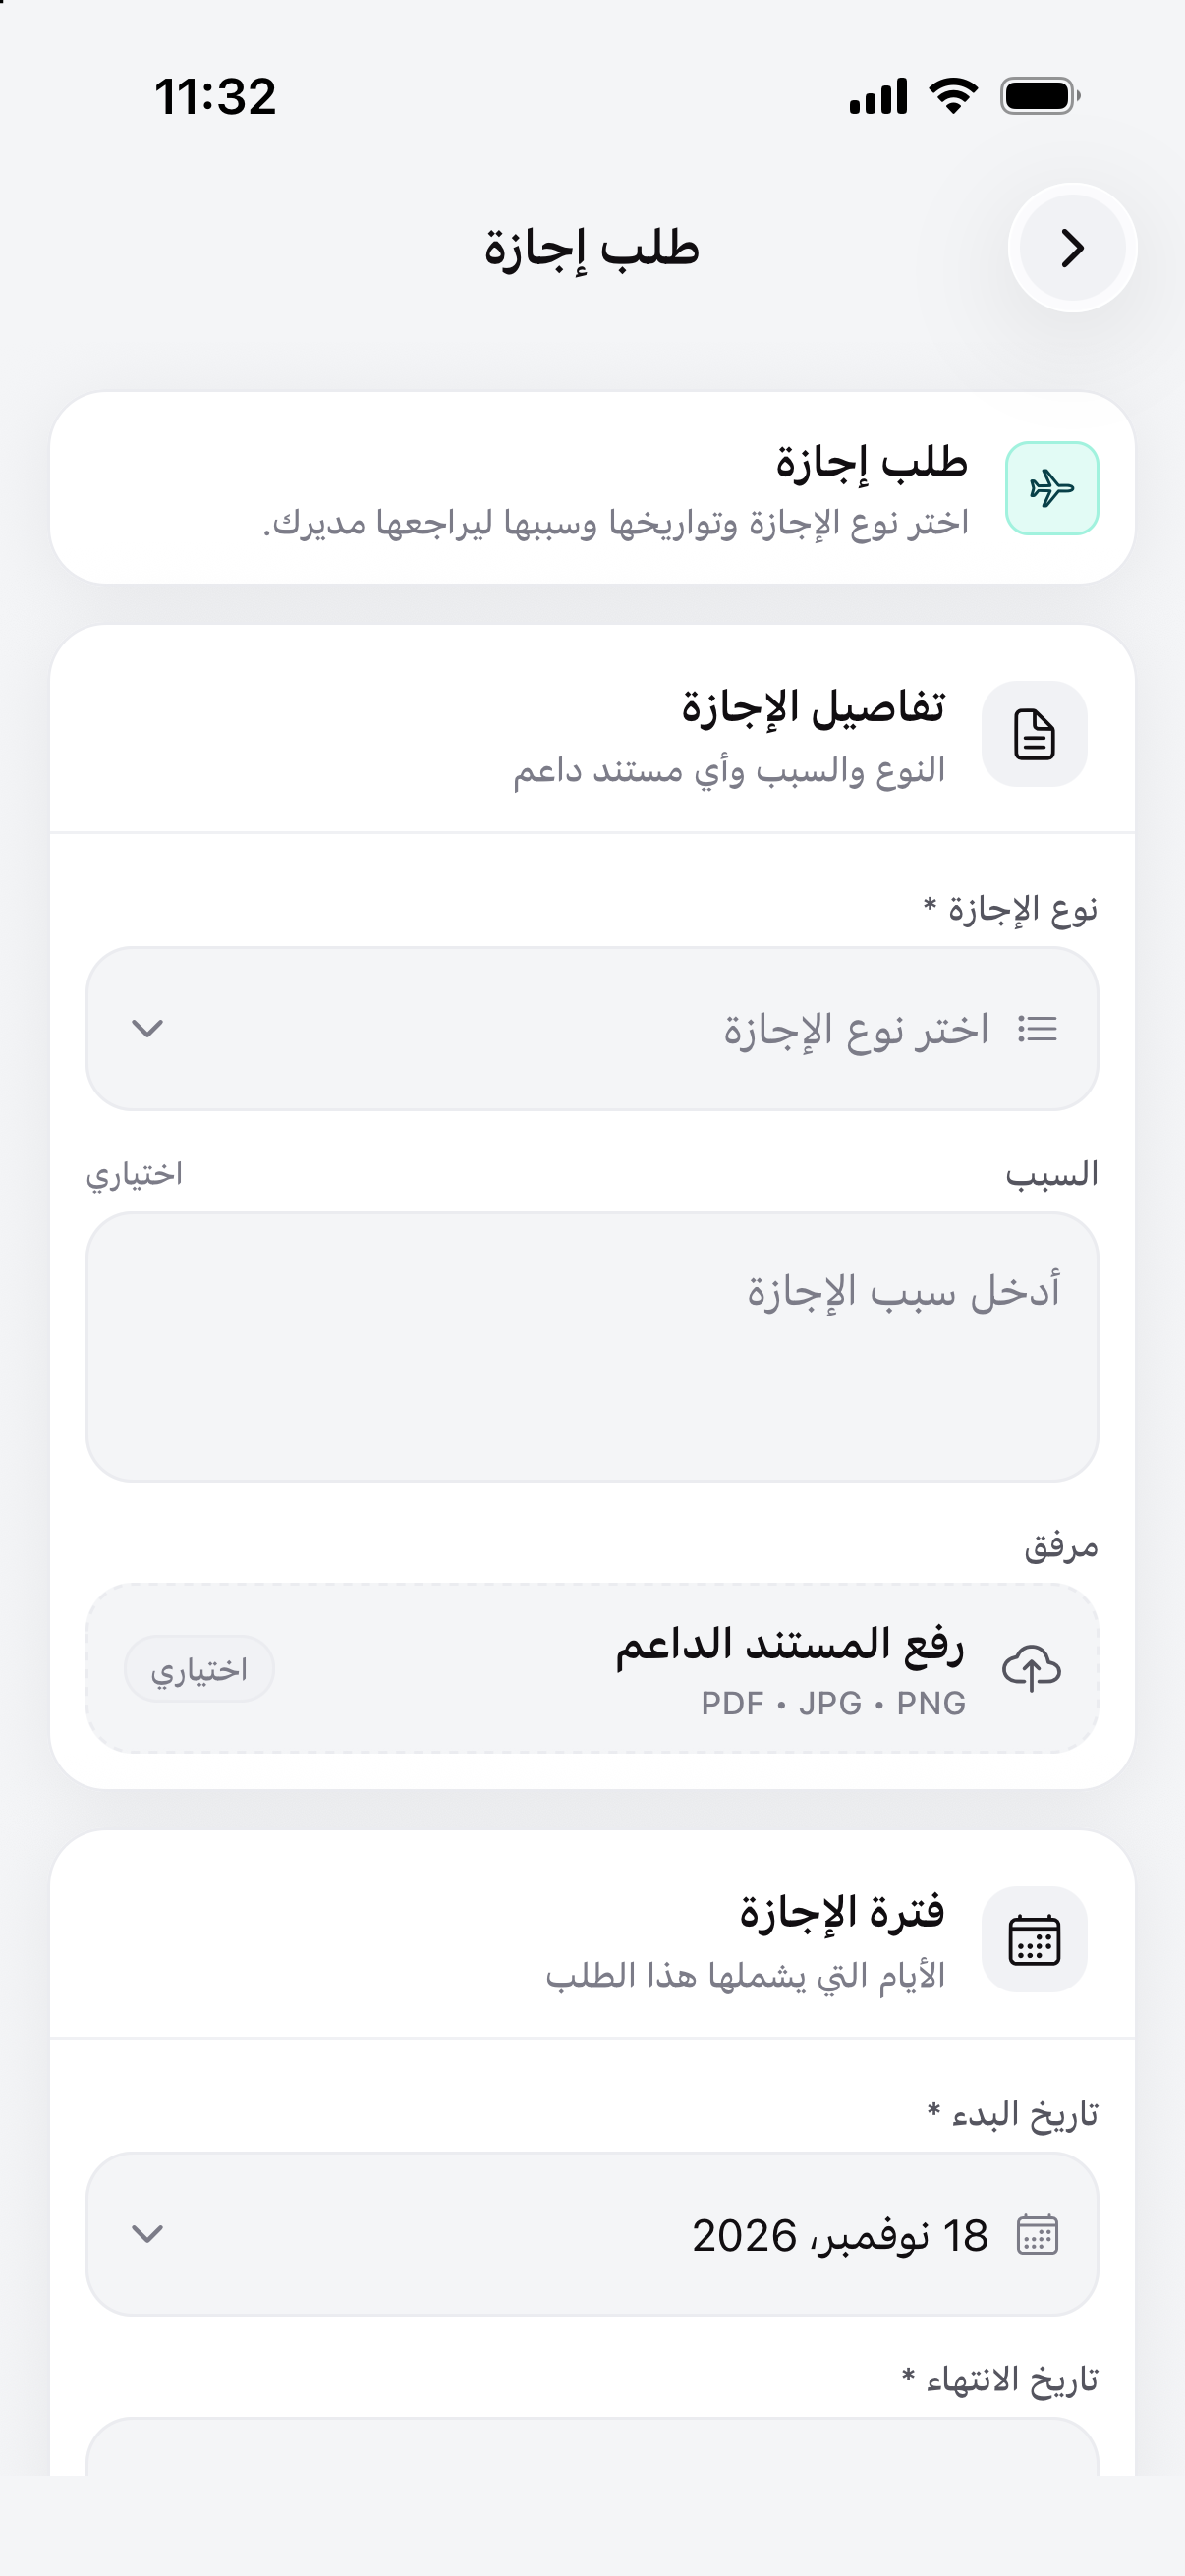 11:32
طلب إجازة
طلب إجازة
اختر نوع الإجازة وتواريخها وسببها ليراجعها مديرك.
تفاصيل الإجازة
النوع والسبب وأي مستند داعم
نوع الإجازة *
اختر نوع الإجازة
السبب
اختياري
أدخل سبب الإجازة
مرفق
رفع المستند الداعم
اختياري
PDF • JPG • PNG
فترة الإجازة
الأيام التي يشملها هذا الطلب
تاريخ البدء *
18 نوفمبر، 2026
تاريخ الانتهاء *